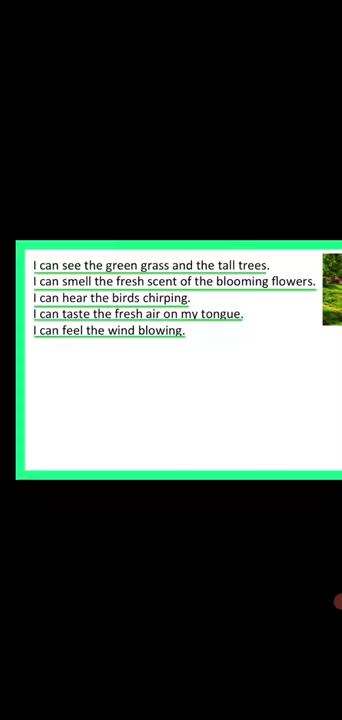 I can see the green grass and the tall trees.
I can smell the fresh scent of the blooming flowers.
I can hear the birds chirping.
I can taste the fresh air on my tongue.
I can feel the wind blowing.